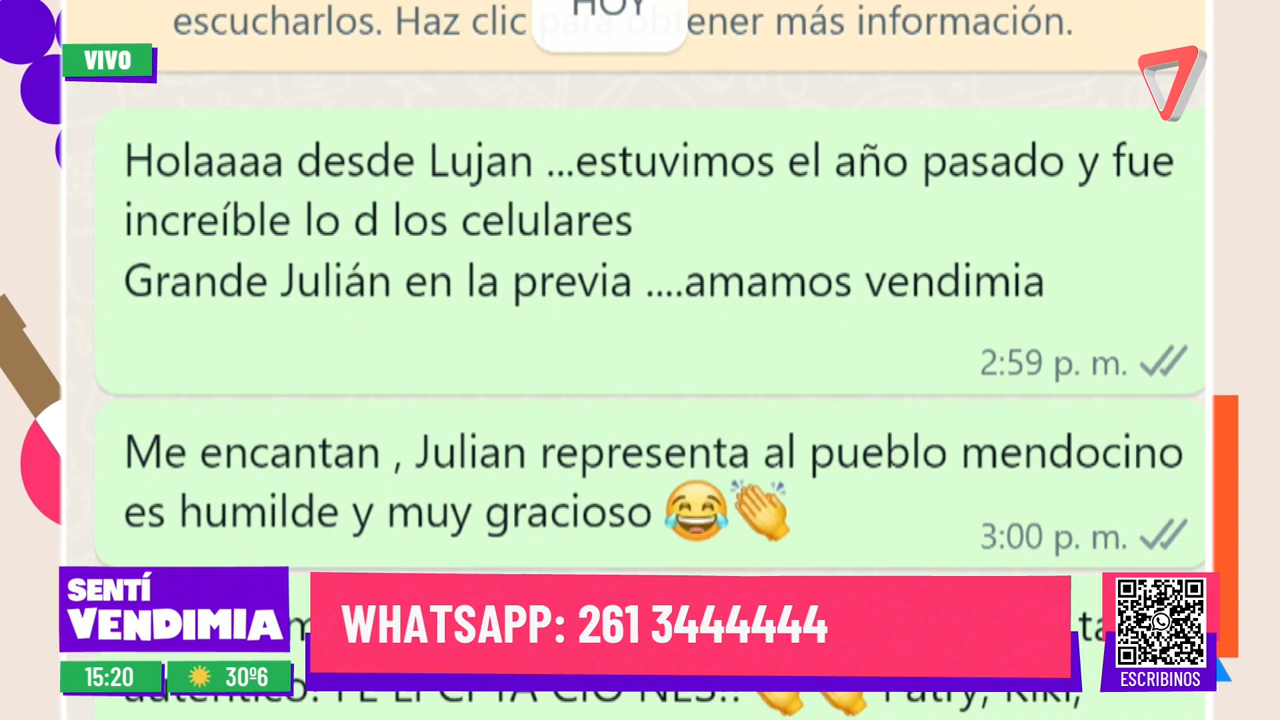 escucharlos. Haz clic para obtener más información.
HOY
VIVO
Holaaaa desde Lujan ...estuvimos el año pasado y fue
increíble lo d los celulares
Grande Julián en la previa ....amamos vendimia
2:59 p. m.
Me encantan , Julian representa al pueblo mendocino
es humilde y muy gracioso 😂👏
3:00 p. m.
SENTÍ
VENDIMIA
WHATSAPP: 261 3444444
15:20
30º6
ESCRIBINOS